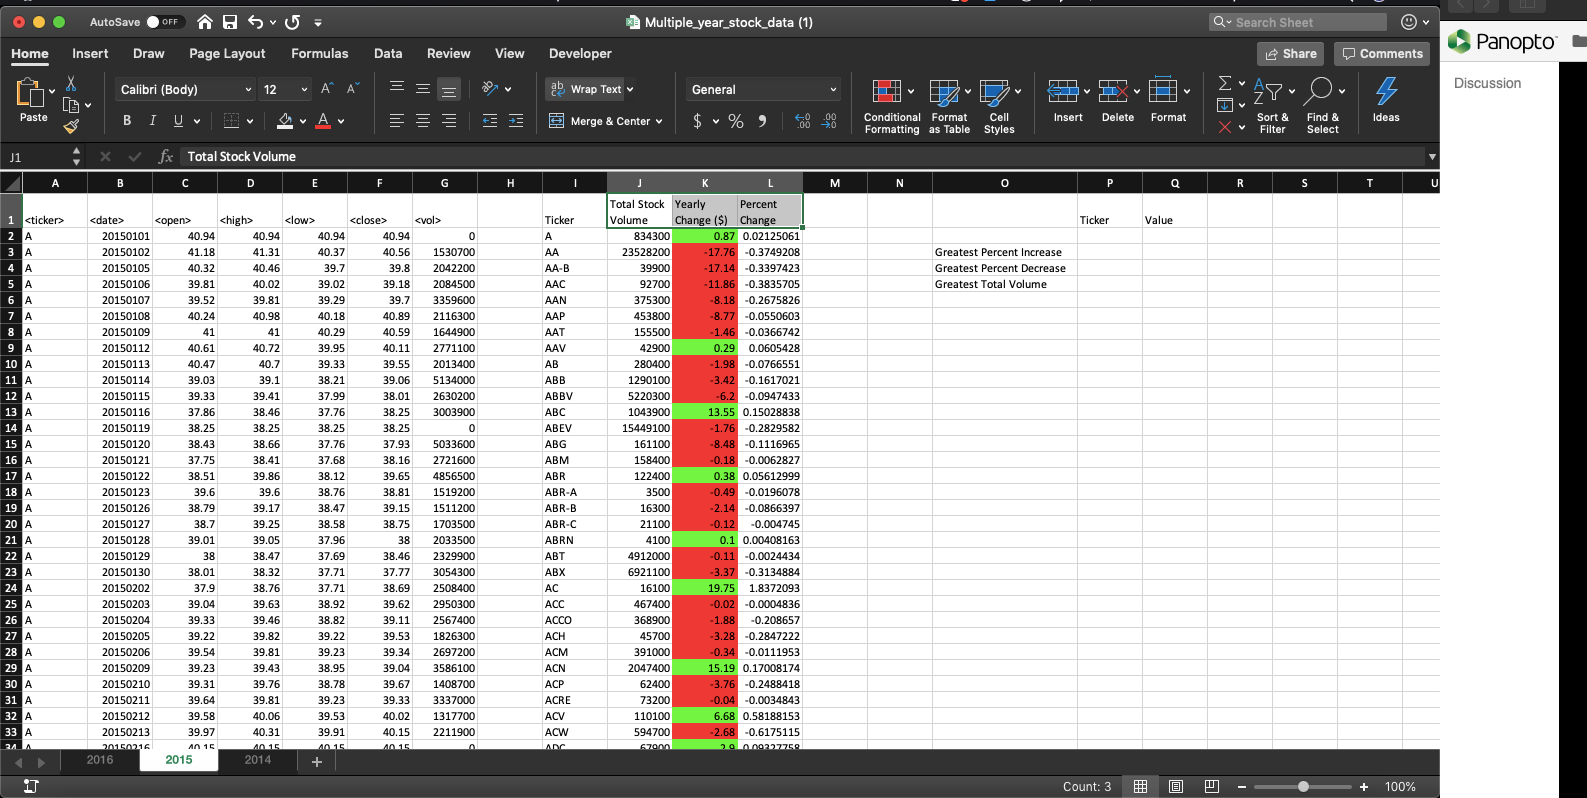 AutoSave OFF Multiple_year_stock_data (1) Search Sheet
Panopto
Home Insert Draw Page Layout Formulas Data Review View Developer Share Comments
Discussion
Paste Calibri (Body) 12 A A Wrap Text General Conditional Formatting Format as Table Cell Styles Insert Delete Format Sort & Filter Find & Select Ideas
B I U A Merge & Center $ % 9
J1 fx Total Stock Volume
A B C D E F G H I J K L M N O P Q R S T U
1 <ticker> <date> <open> <high> <low> <close> <vol> Ticker Total Stock Volume Yearly Change ($) Percent Change Ticker Value
2 A 20150101 40.94 40.94 40.94 40.94 0 A 834300 0.87 0.02125061
3 A 20150102 41.18 41.31 40.37 40.56 1530700 AA 23528200 -17.76 -0.3749208 Greatest Percent Increase
4 A 20150105 40.32 40.46 39.7 39.8 2042200 AA-B 39900 -17.14 -0.3397423 Greatest Percent Decrease
5 A 20150106 39.81 40.02 39.02 39.18 2084500 AAC 92700 -11.86 -0.3835705 Greatest Total Volume
6 A 20150107 39.52 39.81 39.29 39.7 3359600 AAN 375300 -8.18 -0.2675826
7 A 20150108 40.24 40.98 40.18 40.89 2116300 AAP 453800 -8.77 -0.0550603
8 A 20150109 41 41 40.29 40.59 1644900 AAT 155500 -1.46 -0.0366742
9 A 20150112 40.61 40.72 39.95 40.11 2771100 AAV 42900 0.29 0.0605428
10 A 20150113 40.47 40.7 39.33 39.55 2013400 AB 280400 -1.98 -0.0766551
11 A 20150114 39.03 39.1 38.21 39.06 5134000 ABB 1290100 -3.42 -0.1617021
12 A 20150115 39.33 39.41 37.99 38.01 2630200 ABBV 5220300 -6.2 -0.0947433
13 A 20150116 37.86 38.46 37.76 38.25 3003900 ABC 1043900 13.55 0.15028838
14 A 20150119 38.25 38.25 38.25 38.25 0 ABEV 15449100 -1.76 -0.2829582
15 A 20150120 38.43 38.66 37.76 37.93 5033600 ABG 161100 -8.48 -0.1116965
16 A 20150121 37.75 38.41 37.68 38.16 2721600 ABM 158400 -0.18 -0.0062827
17 A 20150122 38.51 39.86 38.12 39.65 4856500 ABR 122400 0.38 0.05612999
18 A 20150123 39.6 39.6 38.76 38.81 1519200 ABR-A 3500 -0.49 -0.0196078
19 A 20150126 38.79 39.17 38.47 39.15 1511200 ABR-B 16300 -2.14 -0.0866397
20 A 20150127 38.7 39.25 38.58 38.75 1703500 ABR-C 21100 -0.12 -0.004745
21 A 20150128 39.01 39.05 37.96 38 2033500 ABRN 4100 0.1 0.00408163
22 A 20150129 38 38.47 37.69 38.46 2329900 ABT 4912000 -0.11 -0.0024434
23 A 20150130 38.01 38.32 37.71 37.77 3054300 ABX 6921100 -3.37 -0.3134884
24 A 20150202 37.9 38.76 37.71 38.69 2508400 AC 16100 19.75 1.8372093
25 A 20150203 39.04 39.63 38.92 39.62 2950300 ACC 467400 -0.02 -0.0004836
26 A 20150204 39.33 39.46 38.82 39.11 2567400 ACCO 368900 -1.88 -0.208657
27 A 20150205 39.22 39.82 39.22 39.53 1826300 ACH 45700 -3.28 -0.2847222
28 A 20150206 39.54 39.81 39.23 39.34 2697200 ACM 391000 -0.34 -0.0111953
29 A 20150209 39.23 39.43 38.95 39.04 3586100 ACN 2047400 15.19 0.17008174
30 A 20150210 39.31 39.76 38.78 39.67 1408700 ACP 62400 -3.76 -0.2488418
31 A 20150211 39.64 39.81 39.23 39.33 3337000 ACRE 73200 -0.04 -0.0034843
32 A 20150212 39.58 40.06 39.53 40.02 1317700 ACV 110100 6.68 0.58188153
33 A 20150213 39.97 40.31 39.91 40.15 2211900 ACW 594700 -2.68 -0.6175115
34 A 20150216 40.15 40.15 40.15 40.15 0 ADC 67900 2.9 0.09327758
2016 2015 2014 +
Count: 3 100%